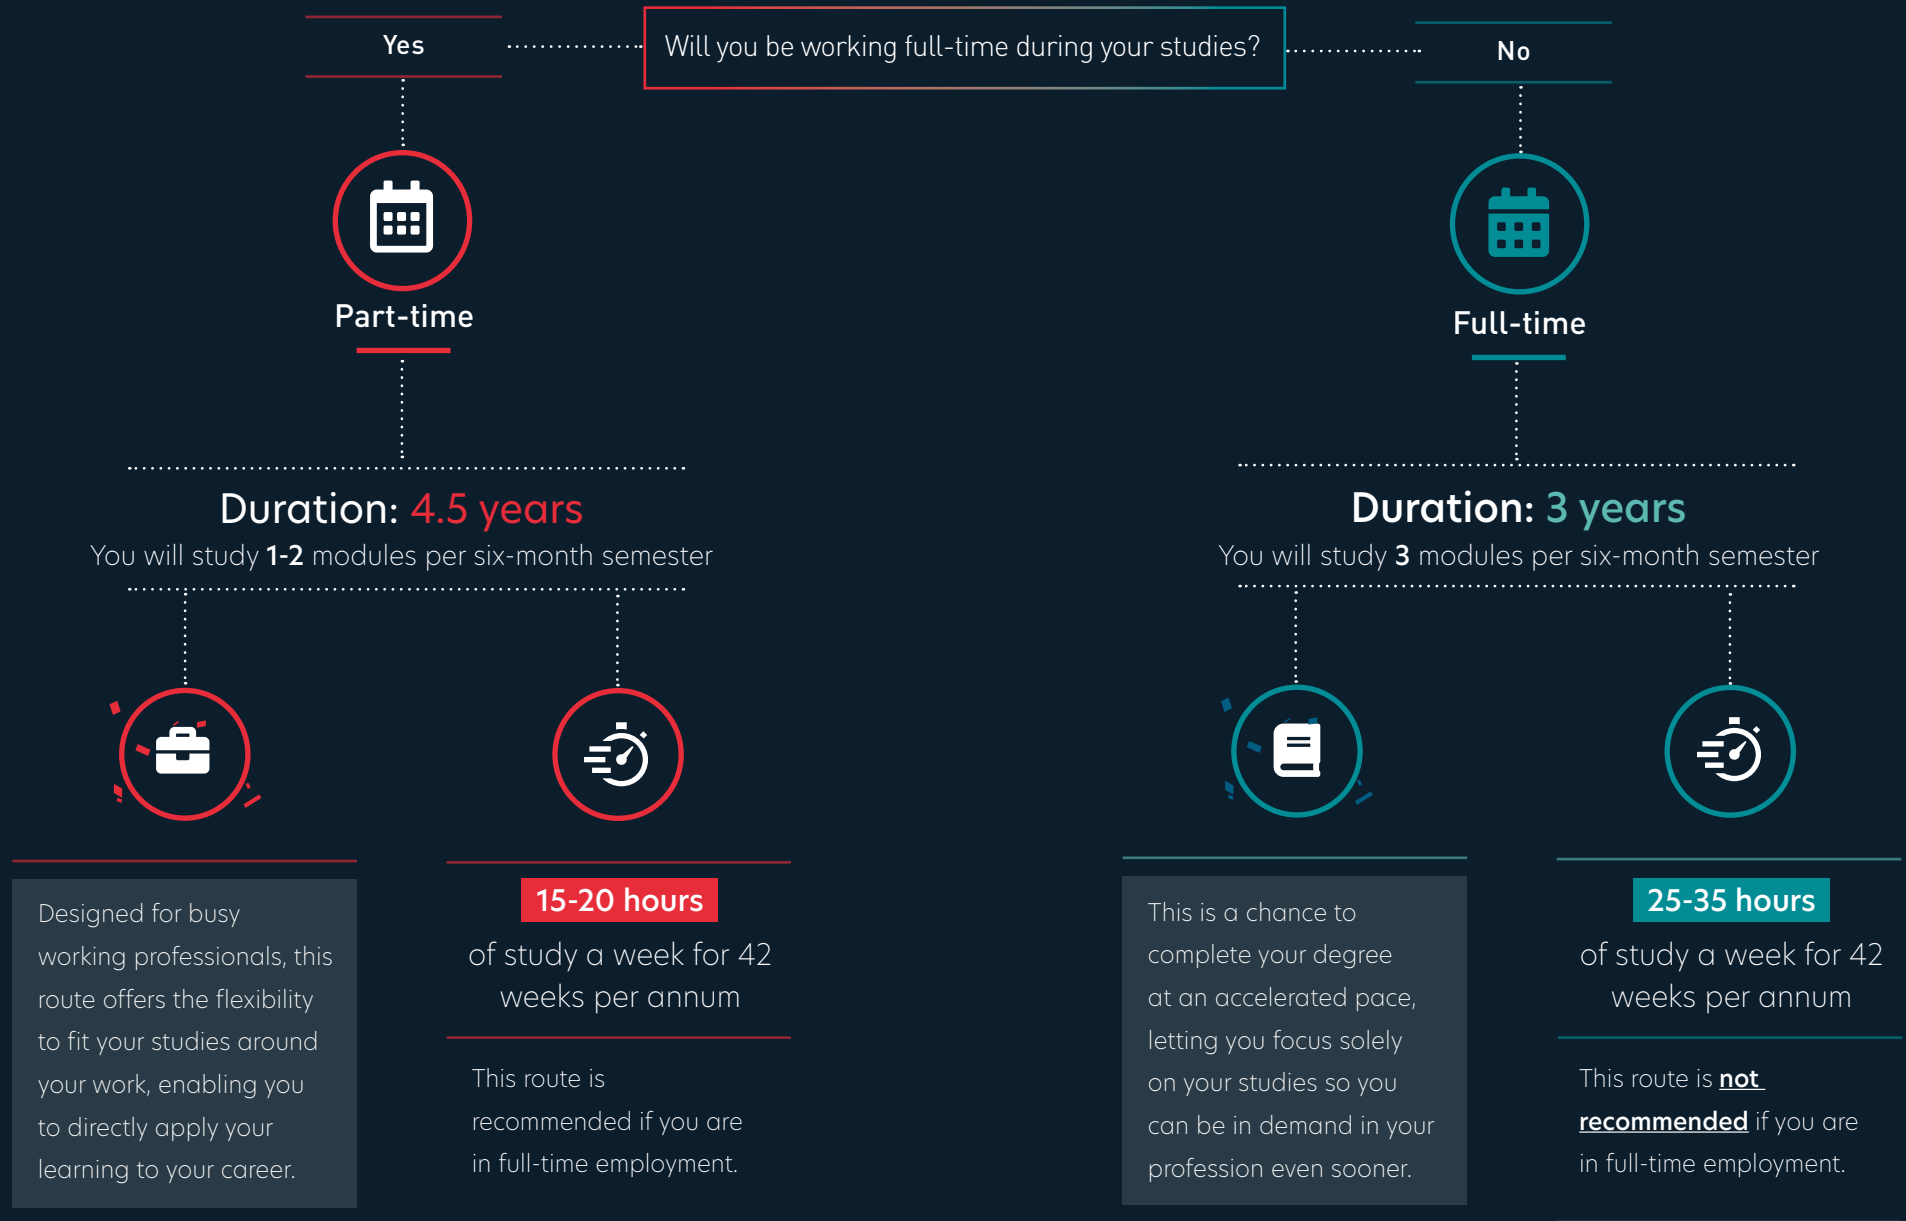 Will you be working full-time during your studies?
Yes
Part-time
Duration: 4.5 years
You will study 1-2 modules per six-month semester
Designed for busy
working professionals, this
route offers the flexibility
to fit your studies around
your work, enabling you
to directly apply your
learning to your career.
15-20 hours
of study a week for 42
weeks per annum
This route is
recommended if you are
in full-time employment.
No
Full-time
Duration: 3 years
You will study 3 modules per six-month semester
This is a chance to
complete your degree
at an accelerated pace,
letting you focus solely
on your studies so you
can be in demand in your
profession even sooner.
25-35 hours
of study a week for 42
weeks per annum
This route is not
recommended if you are
in full-time employment.